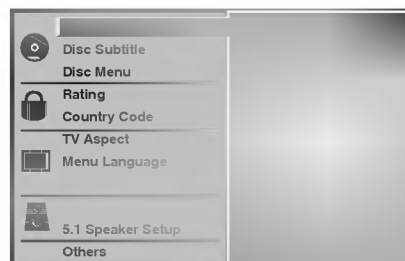 Disc Subtitle
Disc Menu
Rating
Country Code
TV Aspect
Menu Language
5.1 Speaker Setup
Others